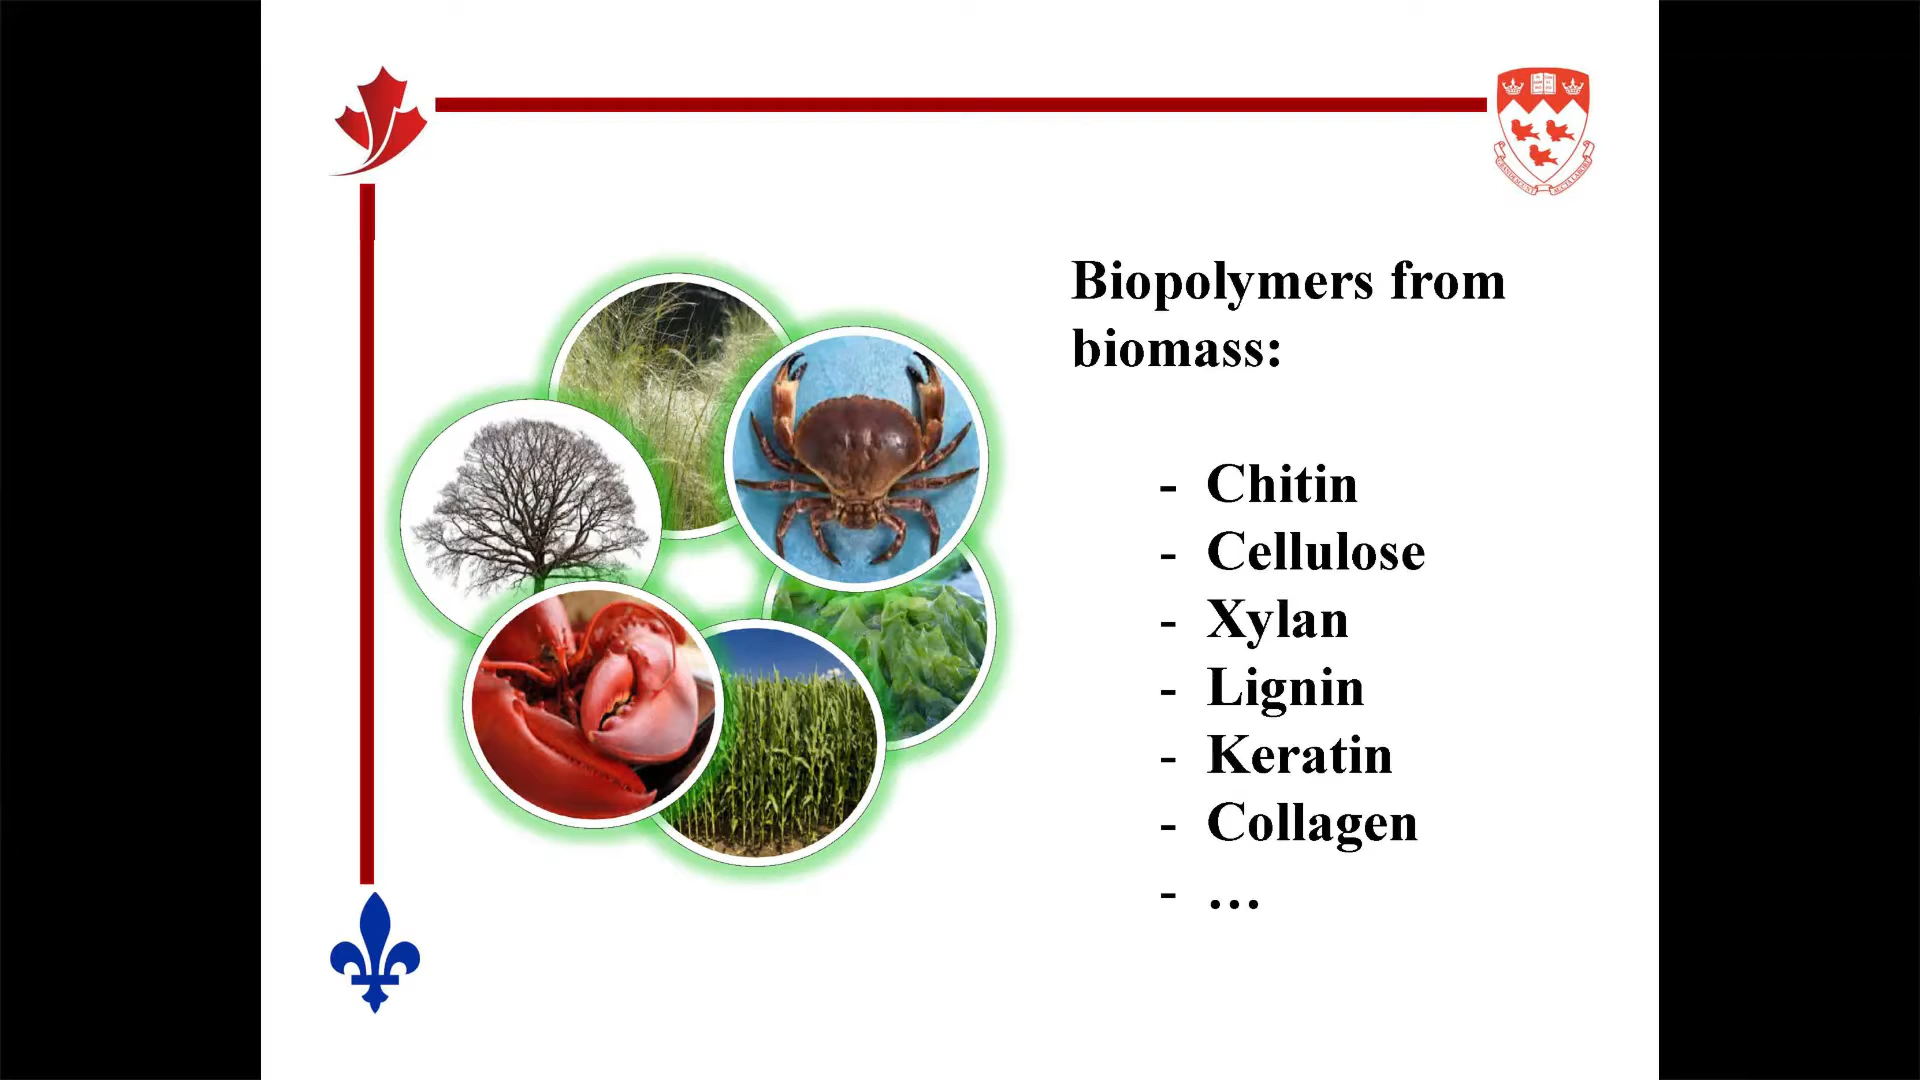 Biopolymers from
biomass:
- Chitin
- Cellulose
- Xylan
- Lignin
- Keratin
- Collagen
- …